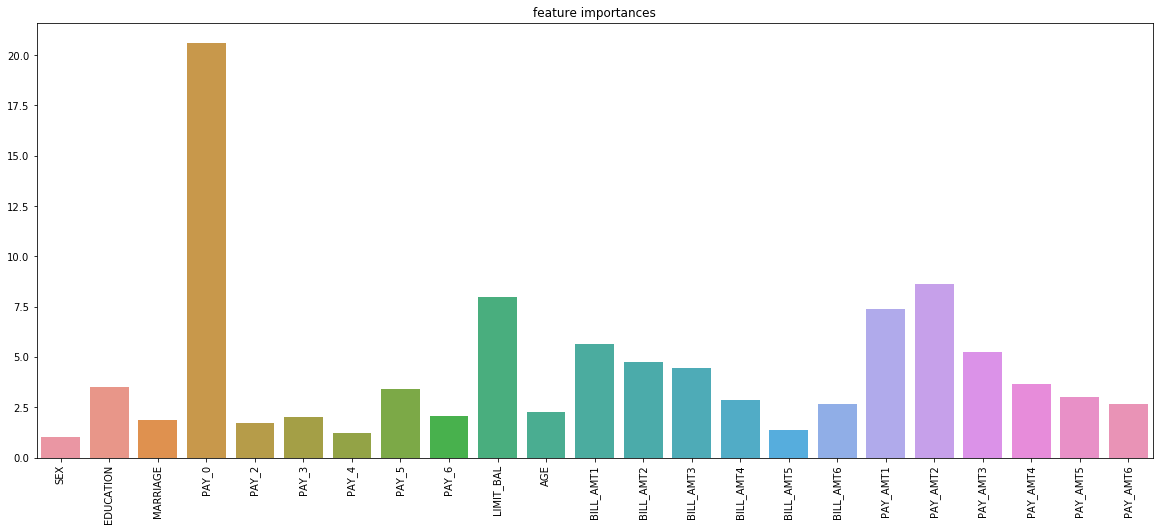 feature importances
20.0
17.5
15.0
12.5
10.0
7.5
5.0
2.5
0.0
SEX
EDUCATION
MARRIAGE
PAY_0
PAY_2
PAY_3
PAY_4
PAY_5
PAY_6
LIMIT_BAL
AGE
BILL_AMT1
BILL_AMT2
BILL_AMT3
BILL_AMT4
BILL_AMT5
BILL_AMT6
PAY_AMT1
PAY_AMT2
PAY_AMT3
PAY_AMT4
PAY_AMT5
PAY_AMT6